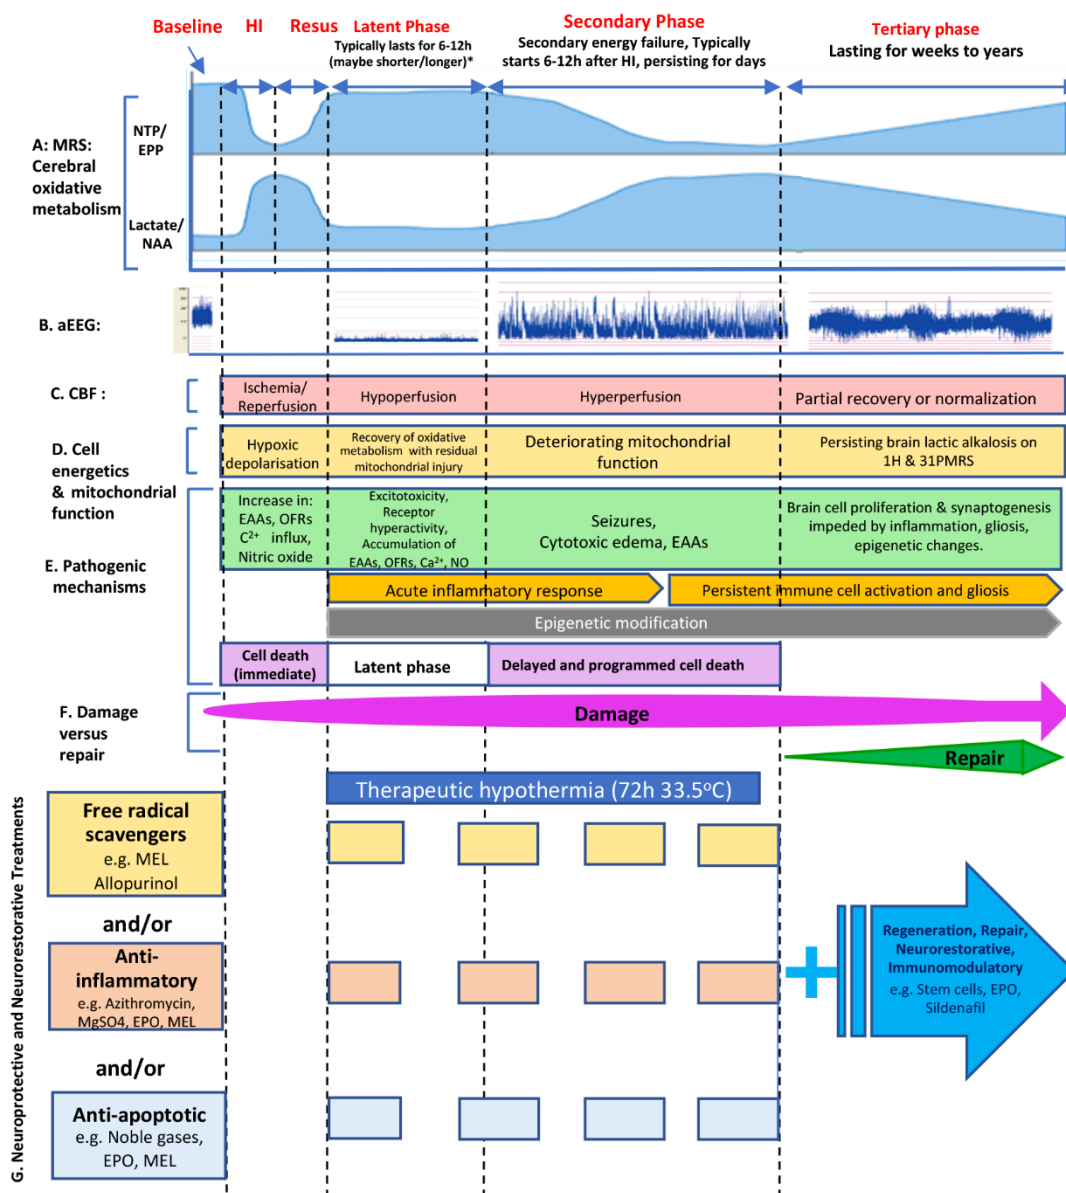 Baseline
HI
Resus
Latent Phase
Typically lasts for 6-12h
(maybe shorter/longer)*
Secondary Phase
Secondary energy failure, Typically
starts 6-12h after HI, persisting for days
Tertiary phase
Lasting for weeks to years
A: MRS:
Cerebral
oxidative
metabolism
NTP/
EPP
Lactate/
NAA
B. aEEG:
C. CBF :
Ischemia/
Reperfusion
Hypoperfusion
Hyperperfusion
Partial recovery or normalization
D. Cell
energetics
& mitochondrial
function
Hypoxic
depolarisation
Recovery of oxidative
metabolism with residual
mitochondrial injury
Deteriorating mitochondrial
function
Persisting brain lactic alkalosis on
1H & 31PMRS
E. Pathogenic
mechanisms
Increase in:
EAAs, OFRs
C²⁺ influx,
Nitric oxide
Excitotoxicity,
Receptor
hyperactivity,
Accumulation of
EAAs, OFRs, Ca²⁺, NO
Seizures,
Cytotoxic edema, EAAs
Brain cell proliferation & synaptogenesis
impeded by inflammation, gliosis,
epigenetic changes.
Acute inflammatory response
Persistent immune cell activation and gliosis
Epigenetic modification
Cell death
(immediate)
Latent phase
Delayed and programmed cell death
F. Damage
versus
repair
Damage
Repair
G. Neuroprotective and Neurorestorative Treatments
Therapeutic hypothermia (72h 33.5ºC)
Free radical
scavengers
e.g. MEL
Allopurinol
and/or
Anti-
inflammatory
e.g. Azithromycin,
MgSO4, EPO, MEL
and/or
Anti-apoptotic
e.g. Noble gases,
EPO, MEL
Regeneration, Repair,
Neurorestorative,
Immunomodulatory
e.g. Stem cells, EPO,
Sildenafil